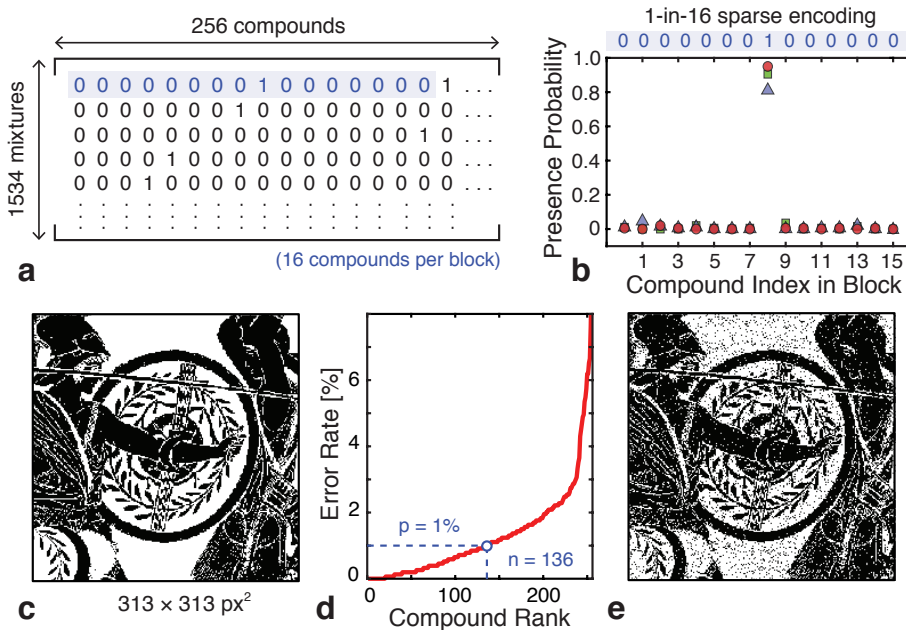 256 compounds
1534 mixtures
0 0 0 0 0 0 0 0 1 0 0 0 0 0 0 0 1 . . .
0 0 0 0 0 0 0 1 0 0 0 0 0 0 0 0 0 . . .
0 0 0 0 0 0 0 0 0 0 0 0 0 0 0 1 0 . . .
0 0 0 0 1 0 0 0 0 0 0 0 0 0 0 0 0 . . .
0 0 0 1 0 0 0 0 0 0 0 0 0 0 0 0 0 . . .
(16 compounds per block)
a
1-in-16 sparse encoding
0 0 0 0 0 0 0 0 1 0 0 0 0 0 0 0
Presence Probability
1.0
0.8
0.6
0.4
0.2
0
1 3 5 7 9 11 13 15
Compound Index in Block
b
c
313 × 313 px²
Error Rate [%]
6
4
2
0
p = 1%
n = 136
0 100 200
Compound Rank
d
e